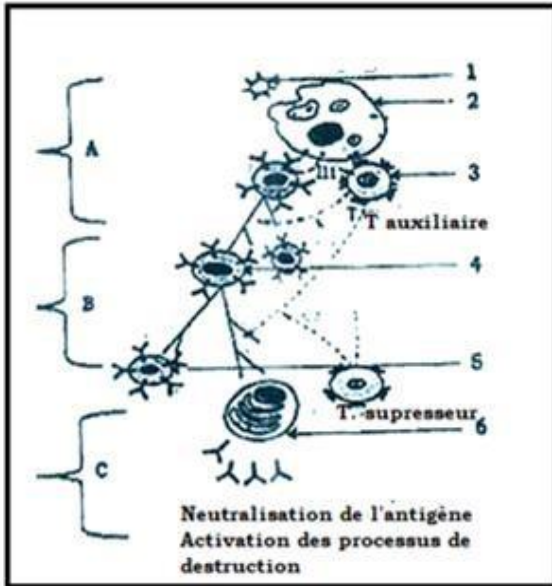 1
2
A
3
T auxiliaire
4
B
5
T. supresseur
6
C
Neutralisation de l'antigène
Activation des processus de
destruction